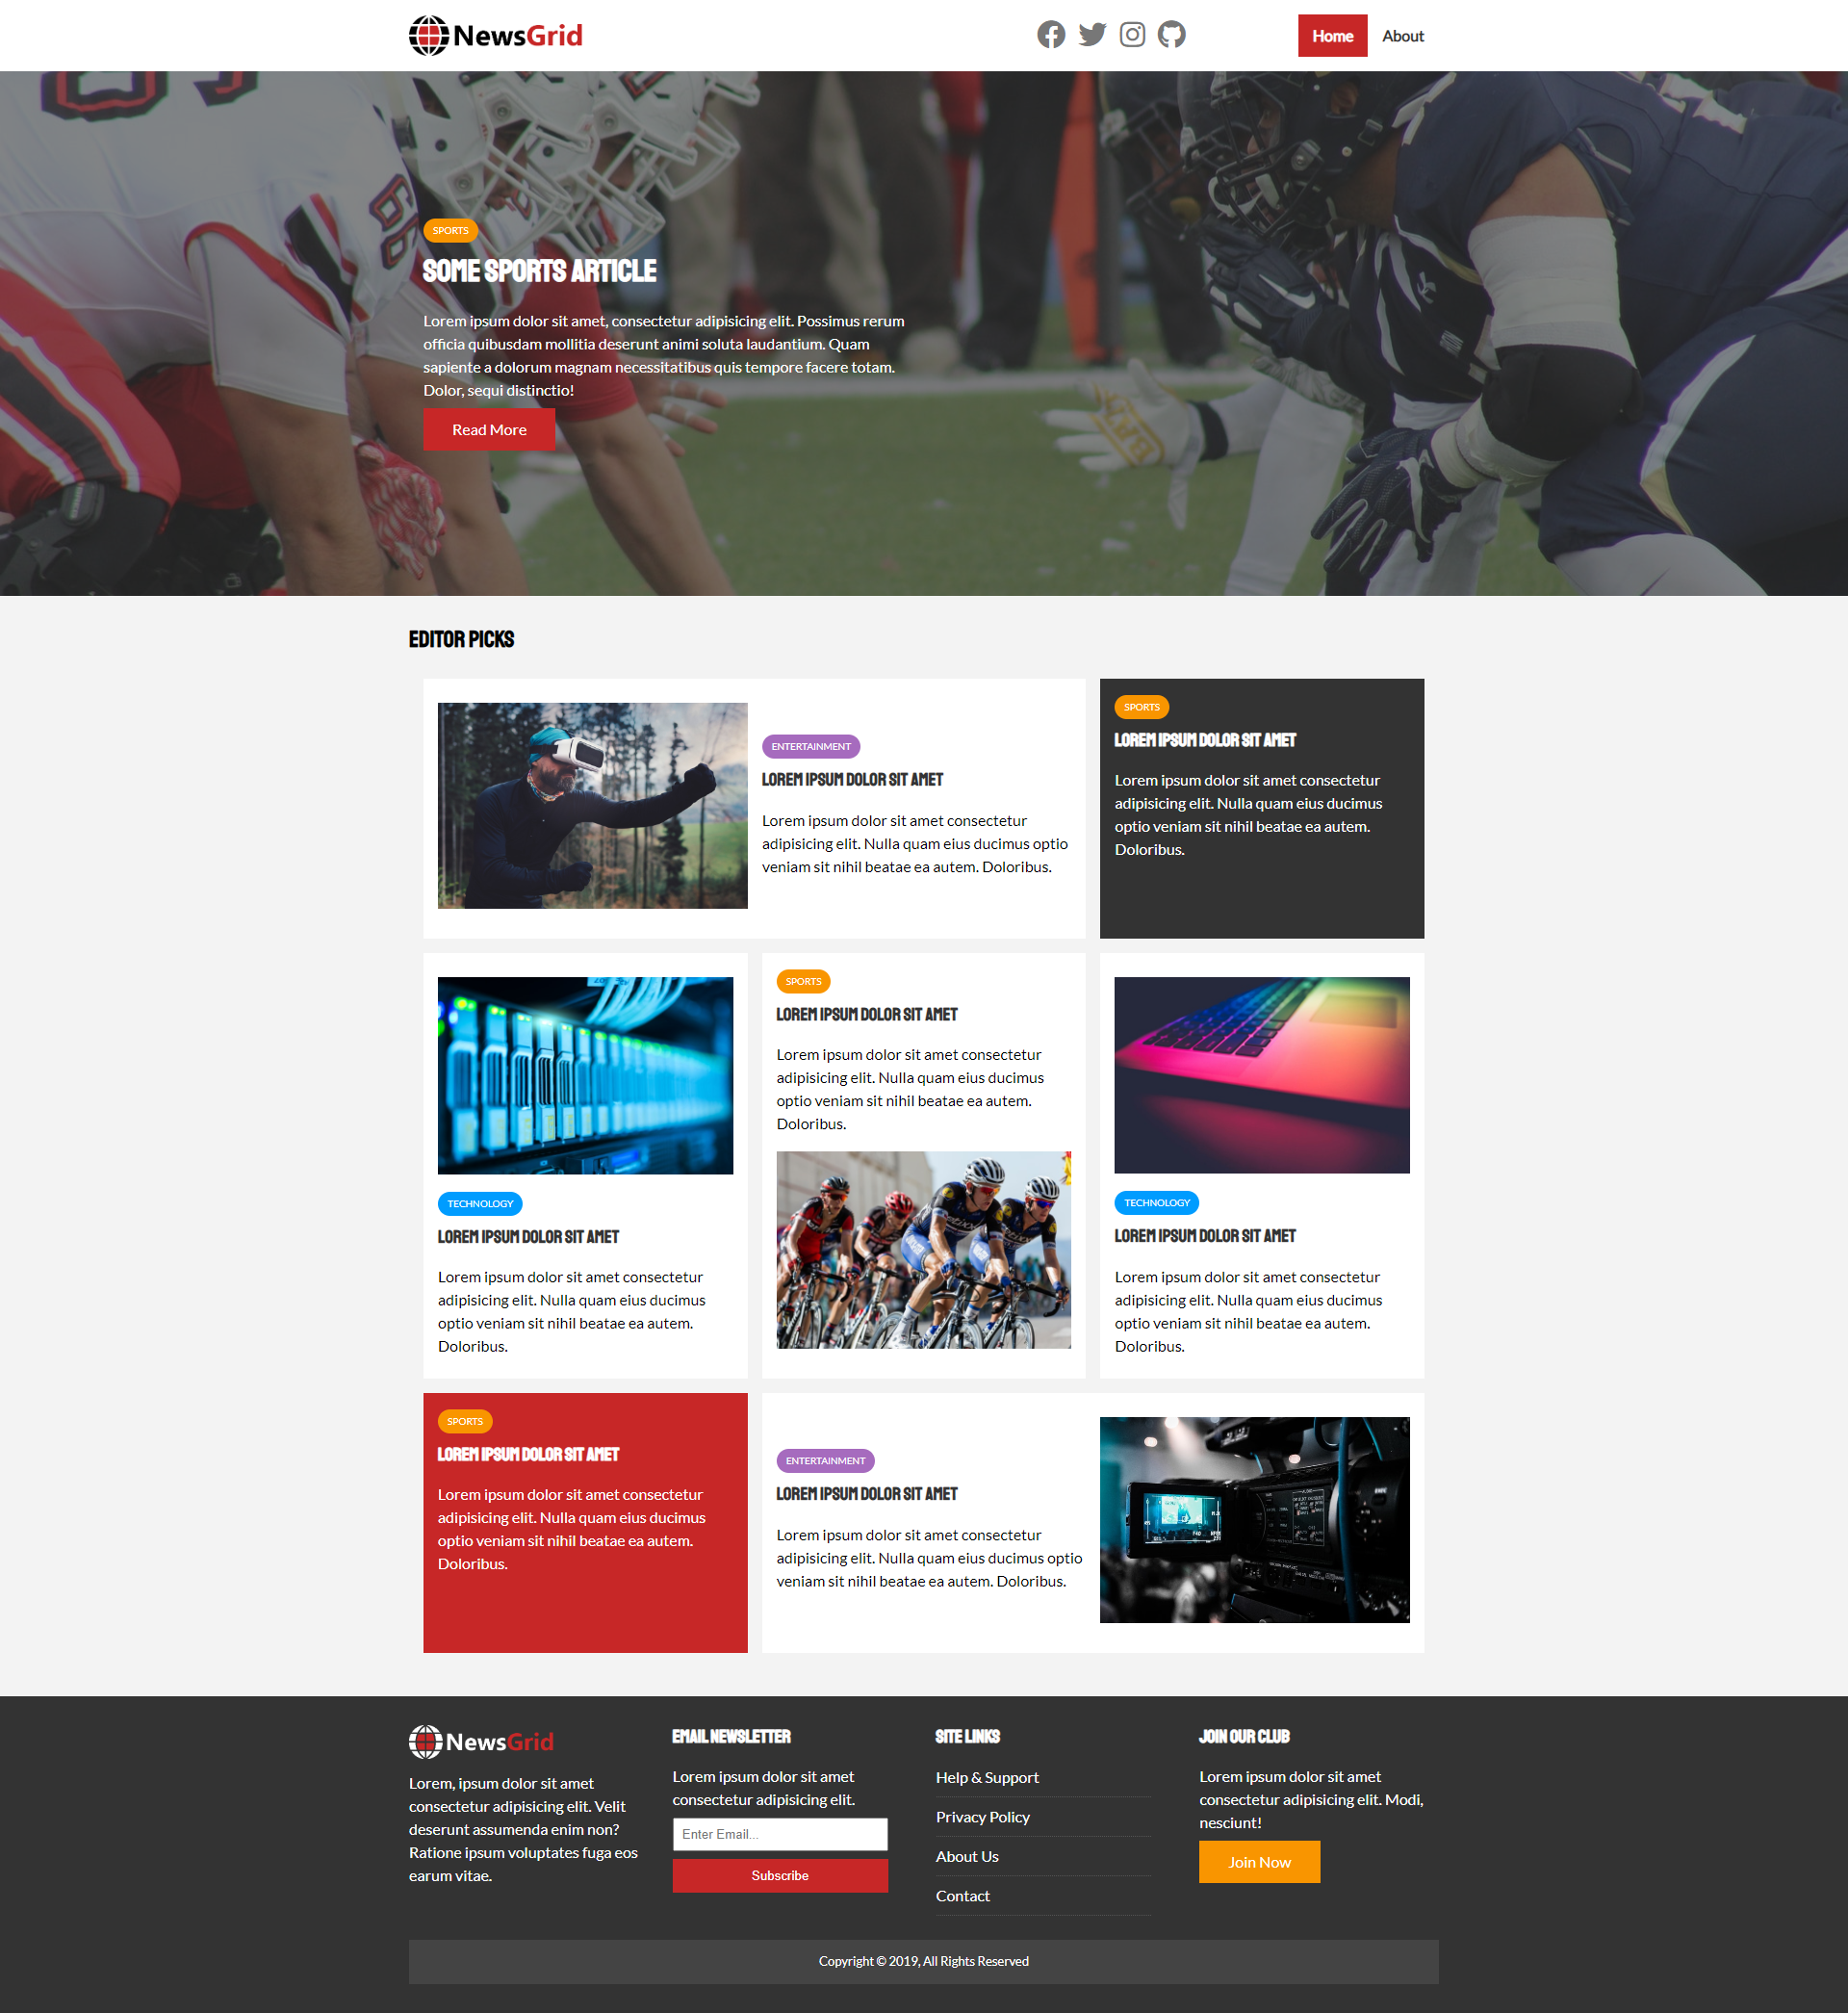 NewsGrid
Home
About
SPORTS
SOME SPORTS ARTICLE
Lorem ipsum dolor sit amet, consectetur adipisicing elit. Possimus rerum
officia quibusdam mollitia deserunt animi soluta laudantium. Quam
sapiente a dolorum magnam necessitatibus quis tempore facere totam.
Dolor, sequi distinctio!
Read More
EDITOR PICKS
ENTERTAINMENT
LOREM IPSUM DOLOR SIT AMET
Lorem ipsum dolor sit amet consectetur
adipisicing elit. Nulla quam eius ducimus optio
veniam sit nihil beatae ea autem. Doloribus.
SPORTS
LOREM IPSUM DOLOR SIT AMET
Lorem ipsum dolor sit amet consectetur
adipisicing elit. Nulla quam eius ducimus
optio veniam sit nihil beatae ea autem.
Doloribus.
TECHNOLOGY
LOREM IPSUM DOLOR SIT AMET
Lorem ipsum dolor sit amet consectetur
adipisicing elit. Nulla quam eius ducimus
optio veniam sit nihil beatae ea autem.
Doloribus.
SPORTS
LOREM IPSUM DOLOR SIT AMET
Lorem ipsum dolor sit amet consectetur
adipisicing elit. Nulla quam eius ducimus
optio veniam sit nihil beatae ea autem.
Doloribus.
TECHNOLOGY
LOREM IPSUM DOLOR SIT AMET
Lorem ipsum dolor sit amet consectetur
adipisicing elit. Nulla quam eius ducimus
optio veniam sit nihil beatae ea autem.
Doloribus.
SPORTS
LOREM IPSUM DOLOR SIT AMET
Lorem ipsum dolor sit amet consectetur
adipisicing elit. Nulla quam eius ducimus
optio veniam sit nihil beatae ea autem.
Doloribus.
ENTERTAINMENT
LOREM IPSUM DOLOR SIT AMET
Lorem ipsum dolor sit amet consectetur
adipisicing elit. Nulla quam eius ducimus optio
veniam sit nihil beatae ea autem. Doloribus.
NewsGrid
Lorem, ipsum dolor sit amet
consectetur adipisicing elit. Velit
deserunt assumenda enim non?
Ratione ipsum voluptates fuga eos
earum vitae.
EMAIL NEWSLETTER
Lorem ipsum dolor sit amet
consectetur adipisicing elit.
Enter Email...
Subscribe
SITE LINKS
Help & Support
Privacy Policy
About Us
Contact
JOIN OUR CLUB
Lorem ipsum dolor sit amet
consectetur adipisicing elit. Modi,
nesciunt!
Join Now
Copyright © 2019, All Rights Reserved